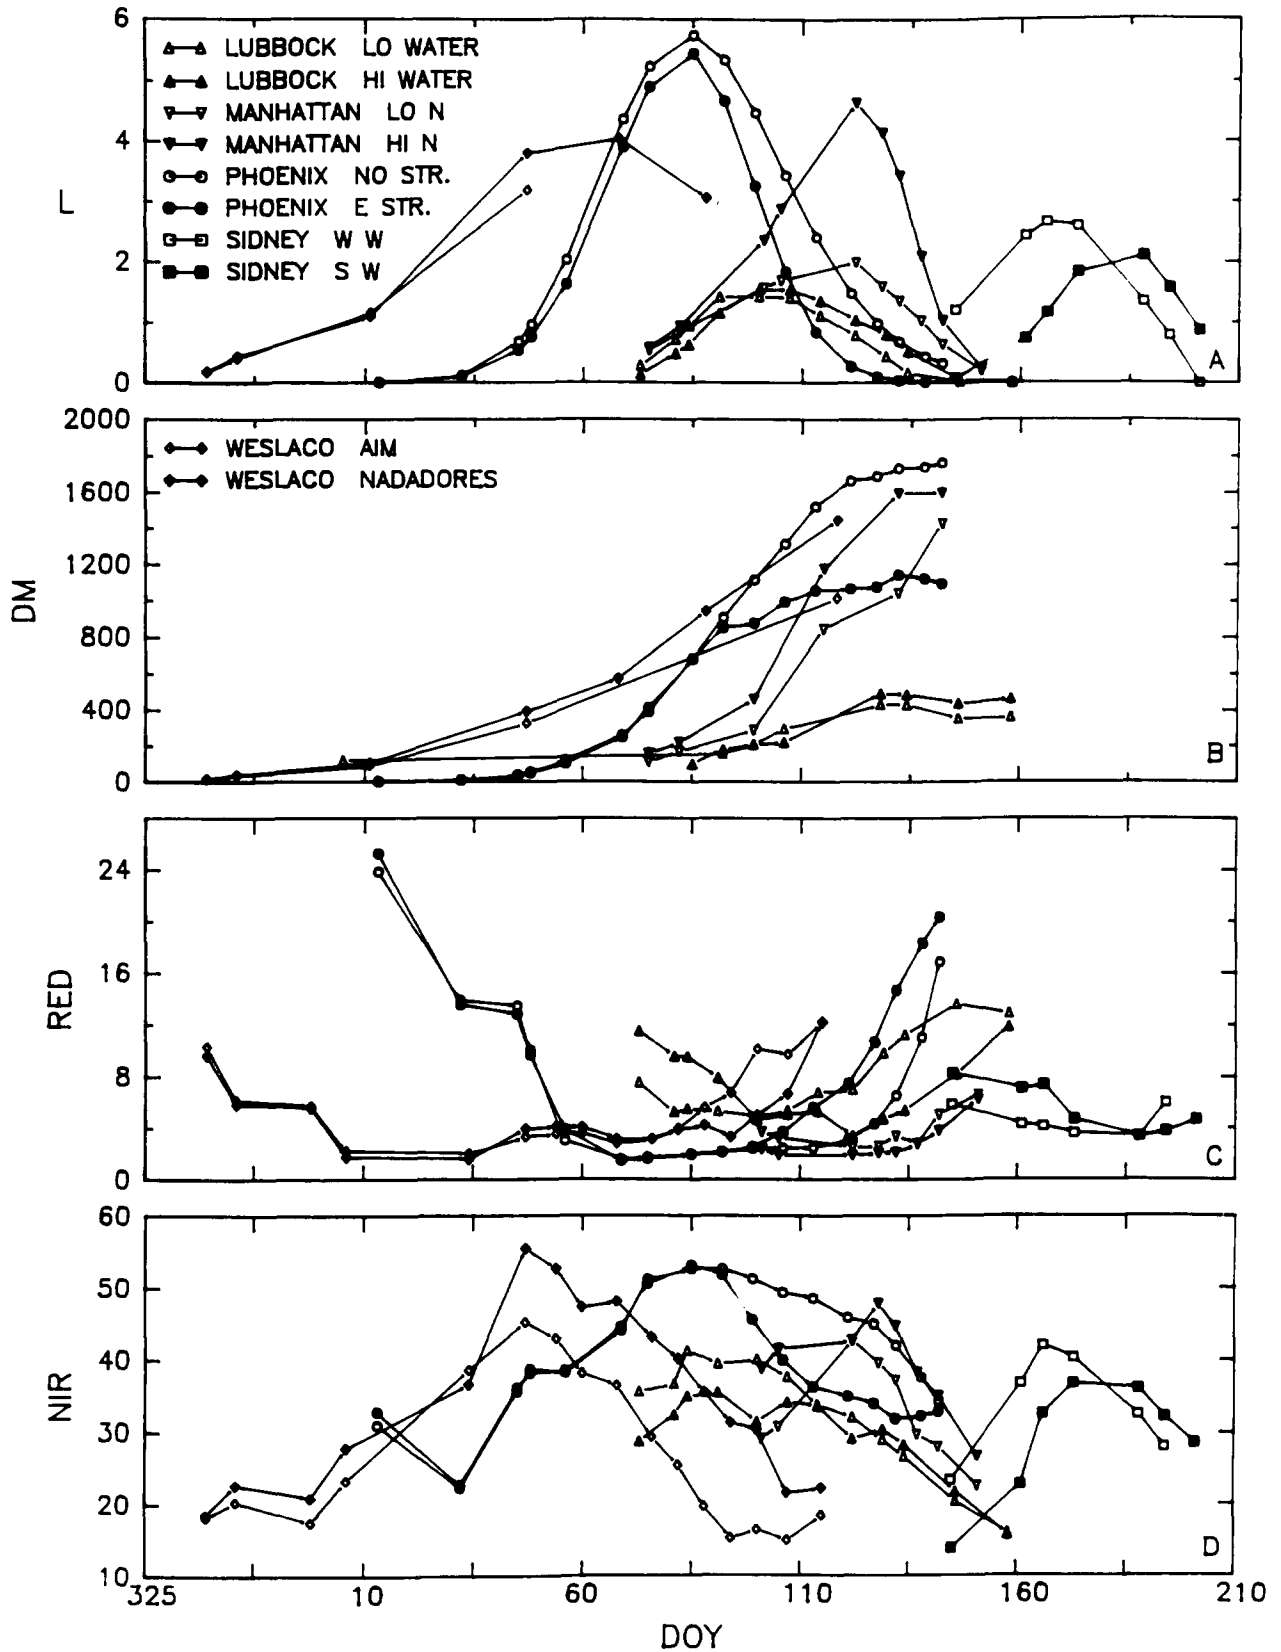 6
4
2
0
L
LUBBOCK LO WATER
LUBBOCK HI WATER
MANHATTAN LO N
MANHATTAN HI N
PHOENIX NO STR.
PHOENIX E STR.
SIDNEY W W
SIDNEY S W
A
2000
1600
1200
800
400
0
DM
WESLACO AIM
WESLACO NADADORES
B
24
16
8
0
RED
C
60
50
40
30
20
10
NIR
D
325 10 60 110 160 210
DOY